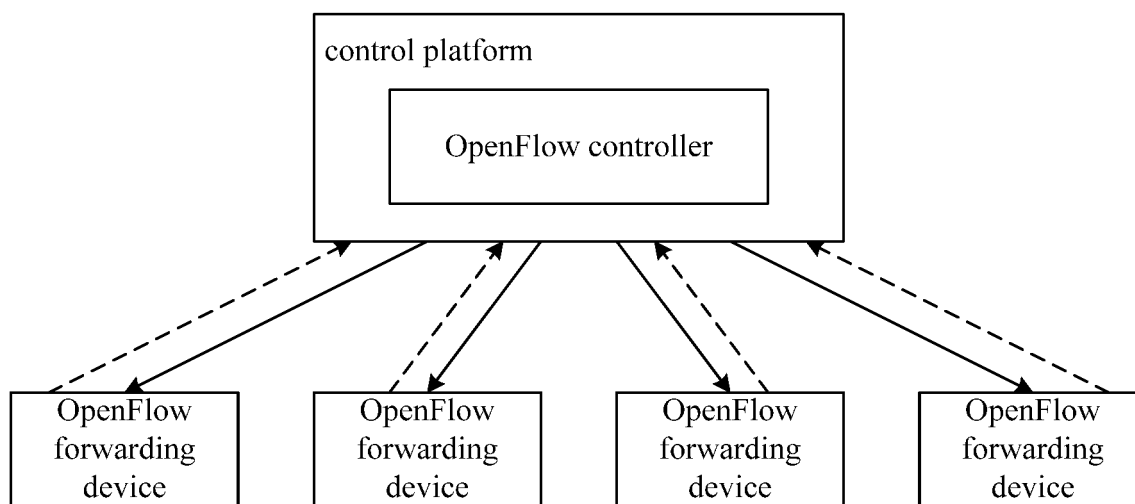 control platform
OpenFlow controller
OpenFlow
forwarding
device
OpenFlow
forwarding
device
OpenFlow
forwarding
device
OpenFlow
forwarding
device